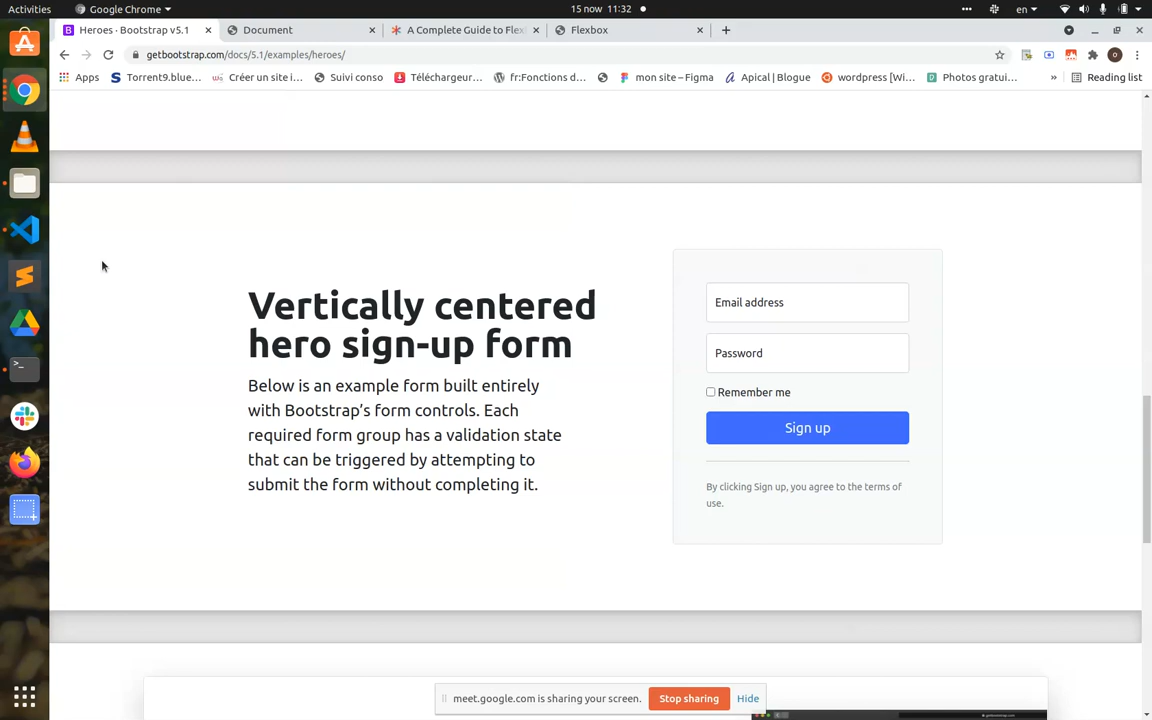 Activities Google Chrome 15 nov 11:32 en
Heroes · Bootstrap v5.1 Document A Complete Guide to Flex Flexbox
getbootstrap.com/docs/5.1/examples/heroes/
Apps Torrent9.blue... Créer un site i... Suivi conso Téléchargeur... fr:Fonctions d... mon site – Figma Apical | Blogue wordpress [Wi... Photos gratui... » Reading list
Vertically centered
hero sign-up form
Below is an example form built entirely
with Bootstrap’s form controls. Each
required form group has a validation state
that can be triggered by attempting to
submit the form without completing it.
Email address
Password
Remember me
Sign up
By clicking Sign up, you agree to the terms of
use.
meet.google.com is sharing your screen. Stop sharing Hide